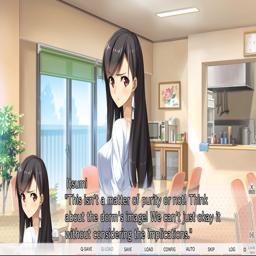 Itsumi
"This isn't a matter of purity or not! Think
about the dorm's image! We can't just okay it
without considering the implications."
Q-SAVE Q-LOAD SAVE LOAD CONFIG AUTO SKIP LOG